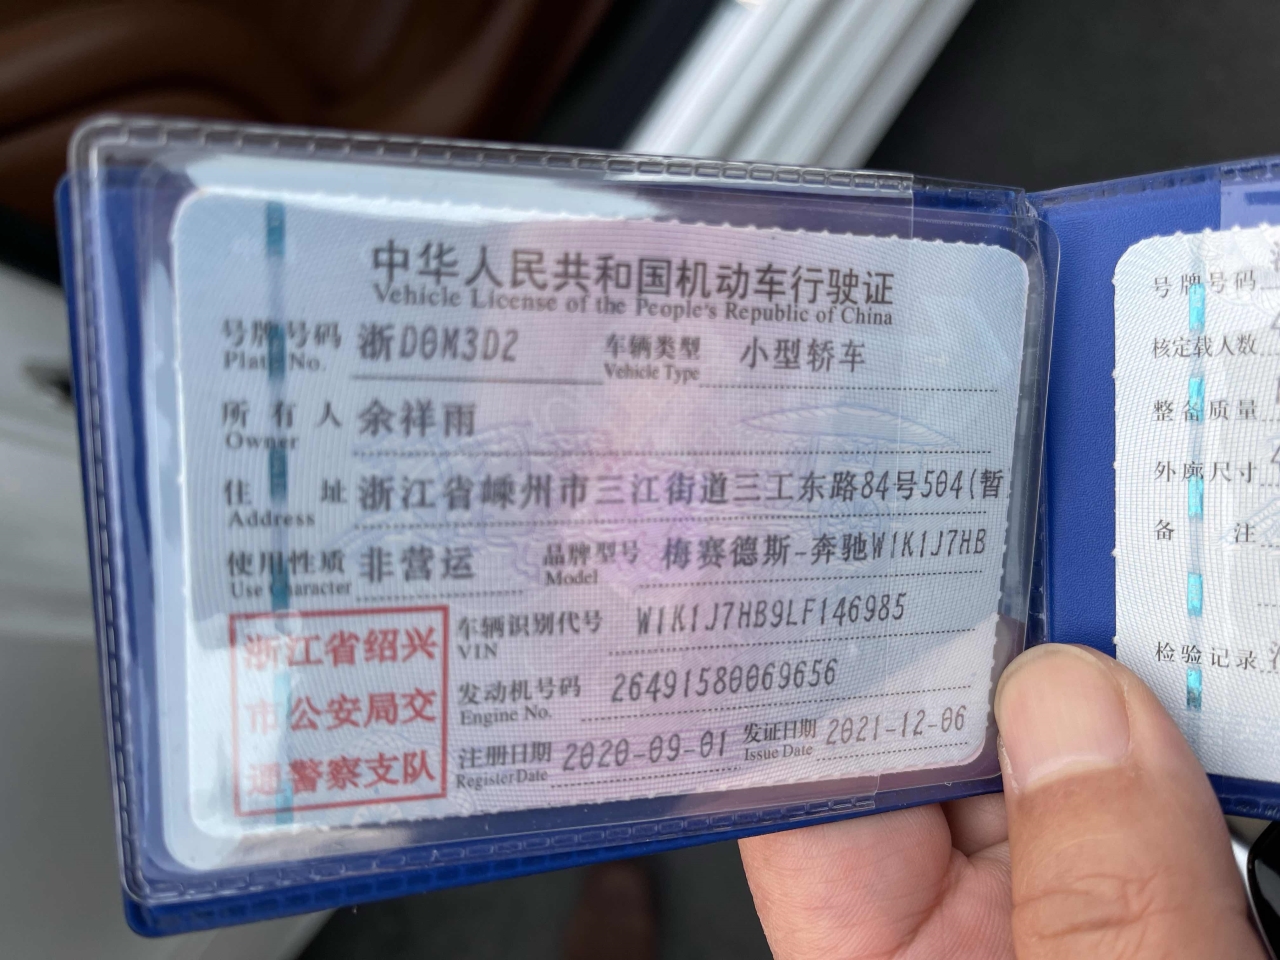 中华人民共和国机动车行驶证
Vehicle License of the People's Republic of China
号牌号码 浙D0M3D2 车辆类型 小型轿车
Plate No. Vehicle Type
所有人 余祥雨
Owner
住址 浙江省嵊州市三江街道三工东路84号504(暂
Address
使用性质 非营运 品牌型号 梅赛德斯-奔驰W1K1J7HB
Use Character Model
浙江省绍兴
市公安局交
通警察支队
车辆识别代号 W1K1J7HB9LF146985
VIN
发动机号码 26491580069656
Engine No.
注册日期 2020-09-01 发证日期 2021-12-06
Register Date Issue Date
号牌号码
核定载人数
整备质量
外廓尺寸
备注
检验记录